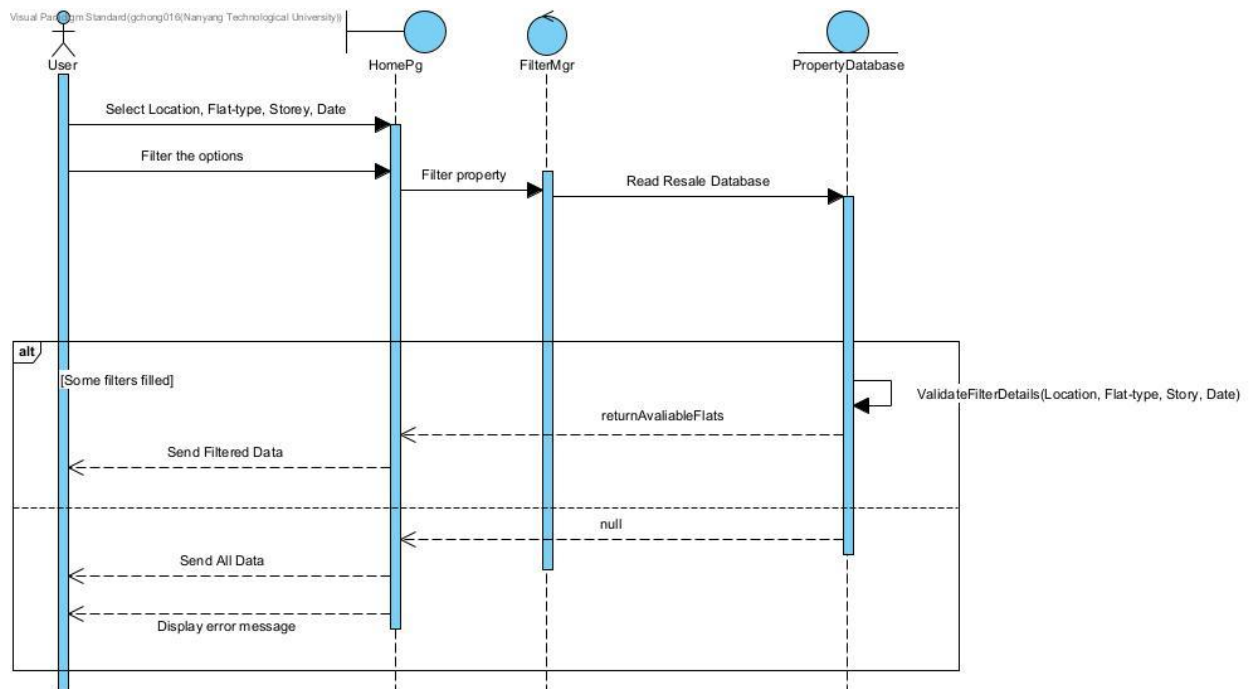 Visual Paradigm Standard(gchong016(Nanyang Technological University))
User
HomePg
FilterMgr
PropertyDatabase
Select Location, Flat-type, Storey, Date
Filter the options
Filter property
Read Resale Database
alt
[Some filters filled]
ValidateFilterDetails(Location, Flat-type, Story, Date)
returnAvaliableFlats
Send Filtered Data
null
Send All Data
Display error message